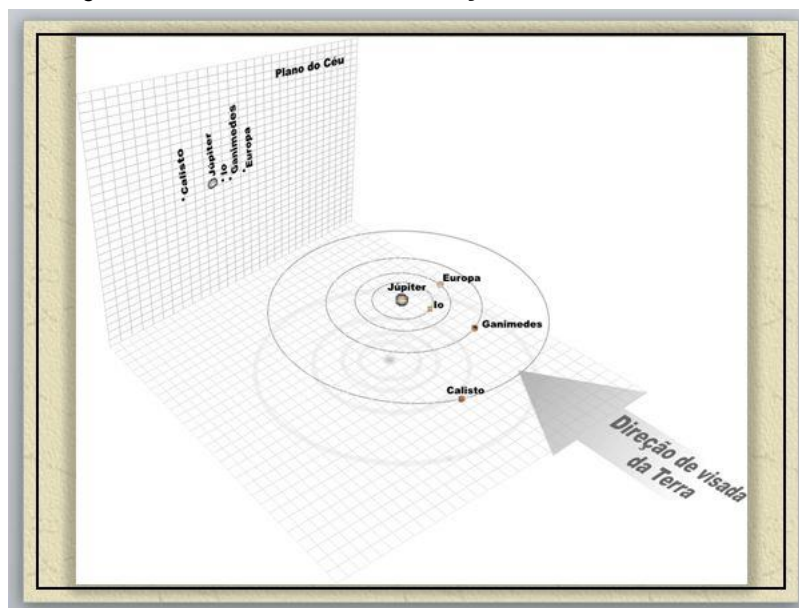 Plano do Céu
Calisto
Júpiter
Io
Ganimedes
Europa
Europa
Júpiter
Io
Ganimedes
Calisto
Direção de visada
da Terra